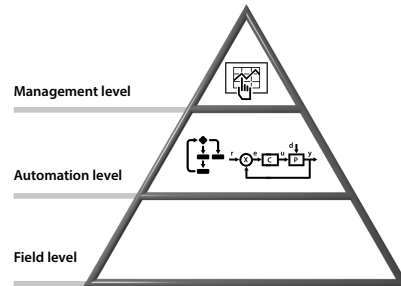 Management level
Automation level
r e u d y
X C P
Field level